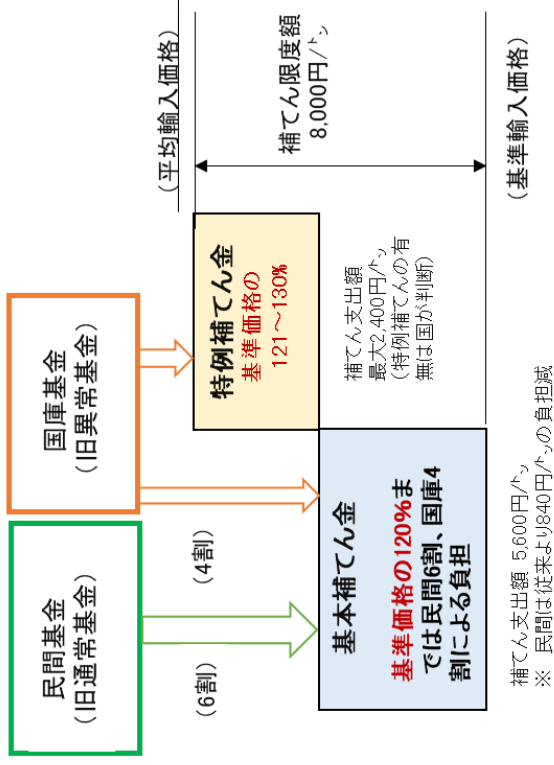 民間基金
(旧通常基金)
国庫基金
(旧異常基金)
(6割)
(4割)
(平均輸入価格)
特例補てん金
基準価格の
121～130%
補てん限度額
8,000円/㌧
基本補てん金
基準価格の120%ま
では民間6割、国庫4
割による負担
補てん支出額
最大2,400円/㌧
(特例補てんの有
無は国が判断)
(基準輸入価格)
補てん支出額 5,600円/㌧
※ 民間は従来より840円/㌧の負担減